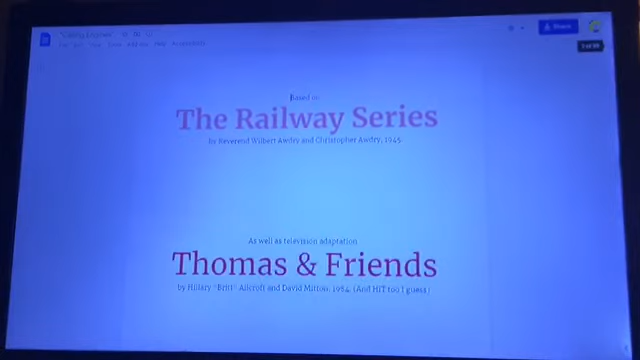 Share
Based on
The Railway Series
by Reverend Wilbert Awdry and Christopher Awdry, 1945
As well as television adaptation
Thomas & Friends
by Hillary "Britt" Allcroft and David Mitton, 1984. (And HIT too I guess)